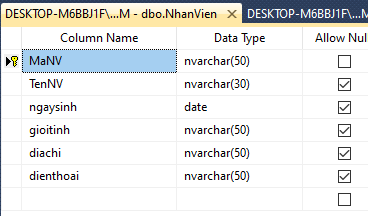 DESKTOP-M6BBJ1F\...M - dbo.NhanVien DESKTOP-M6BBJ1F\...M
Column Name Data Type Allow Nul
MaNV nvarchar(50)
TenNV nvarchar(30)
ngaysinh date
gioitinh nvarchar(50)
diachi nvarchar(50)
dienthoai nvarchar(50)